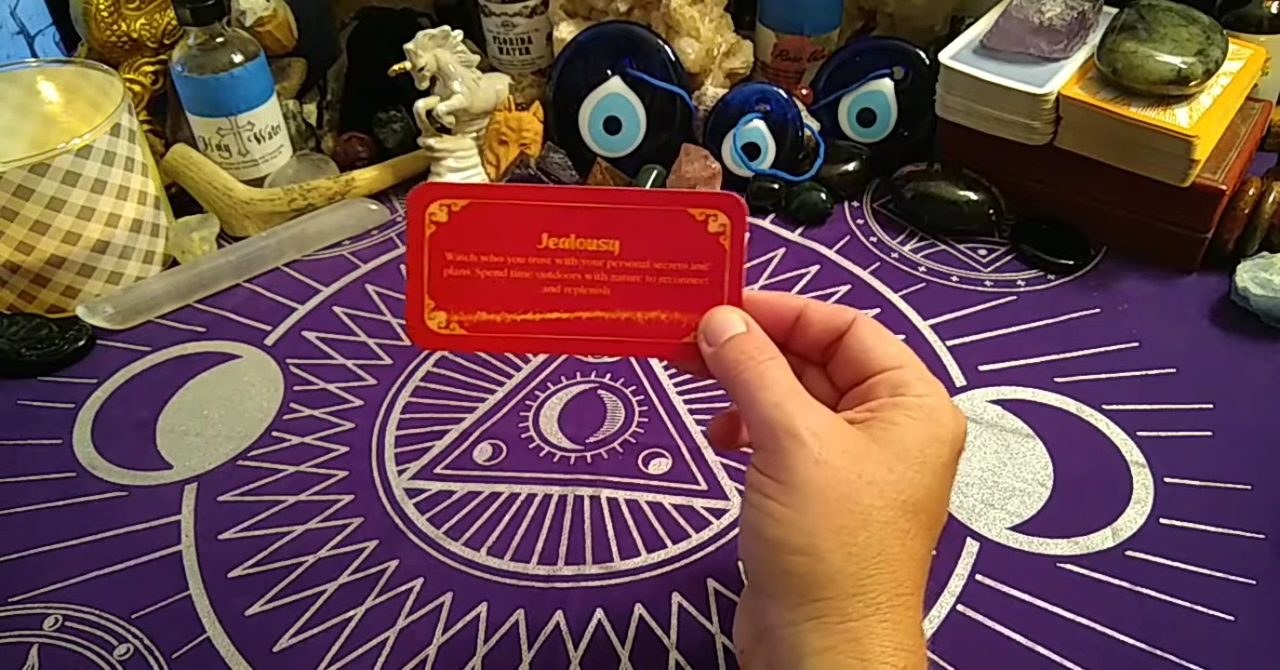 FLORIDA
WATER
Holy Water
Jealousy
Watch who you trust with your personal secrets and
plans. Spend time outdoors with nature to reconnect
and replenish